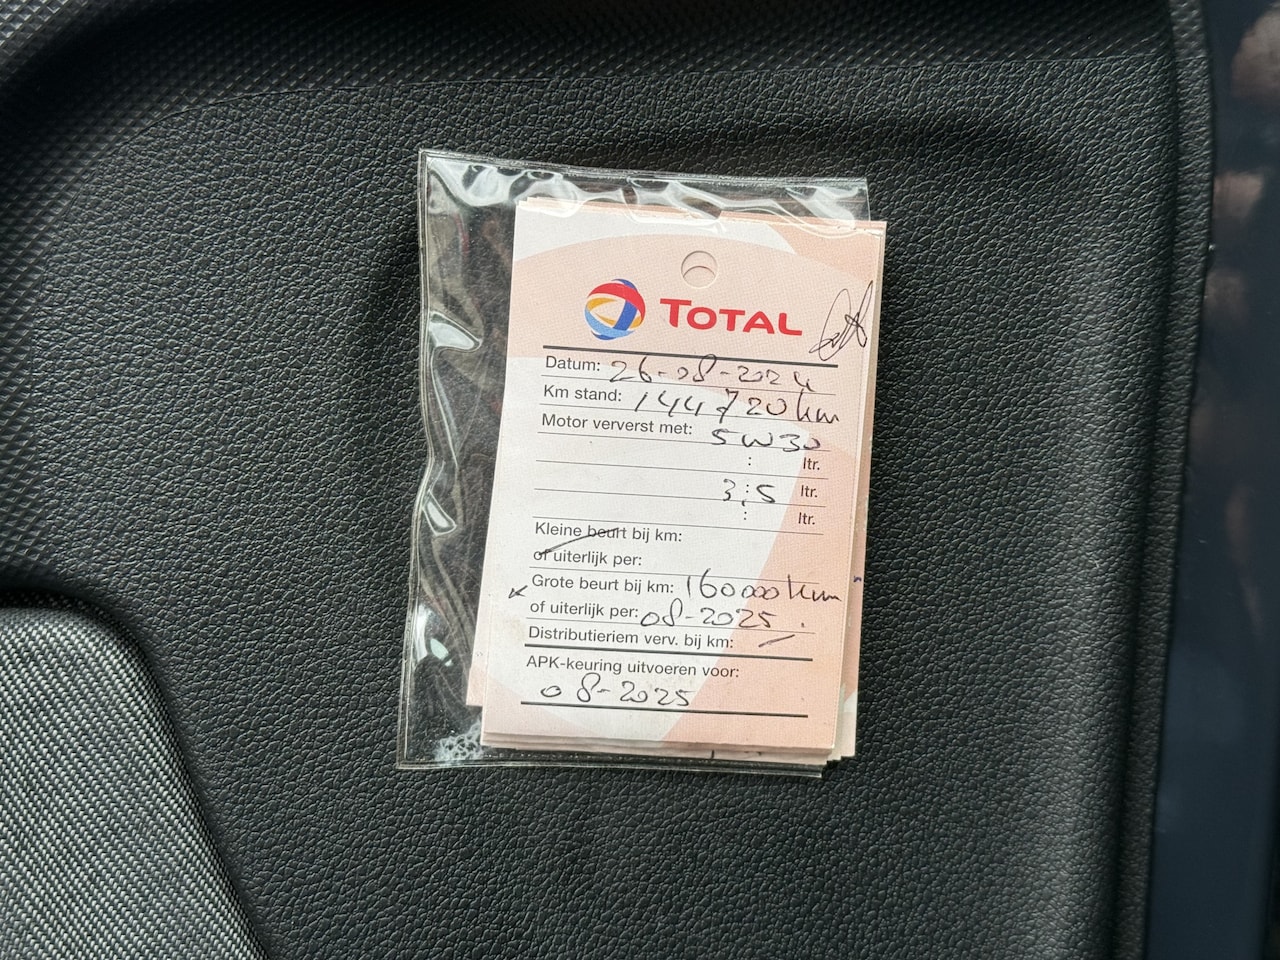 TOTAL
Datum: 26-08-2024
Km stand: 144720km
Motor ververst met: 5W30
: ltr.
3:5 ltr.
: ltr.
Kleine beurt bij km:
of uiterlijk per:
Grote beurt bij km: 160000km
of uiterlijk per: 08-2025.
Distributieriem verv. bij km: /
APK-keuring uitvoeren voor:
08-2025